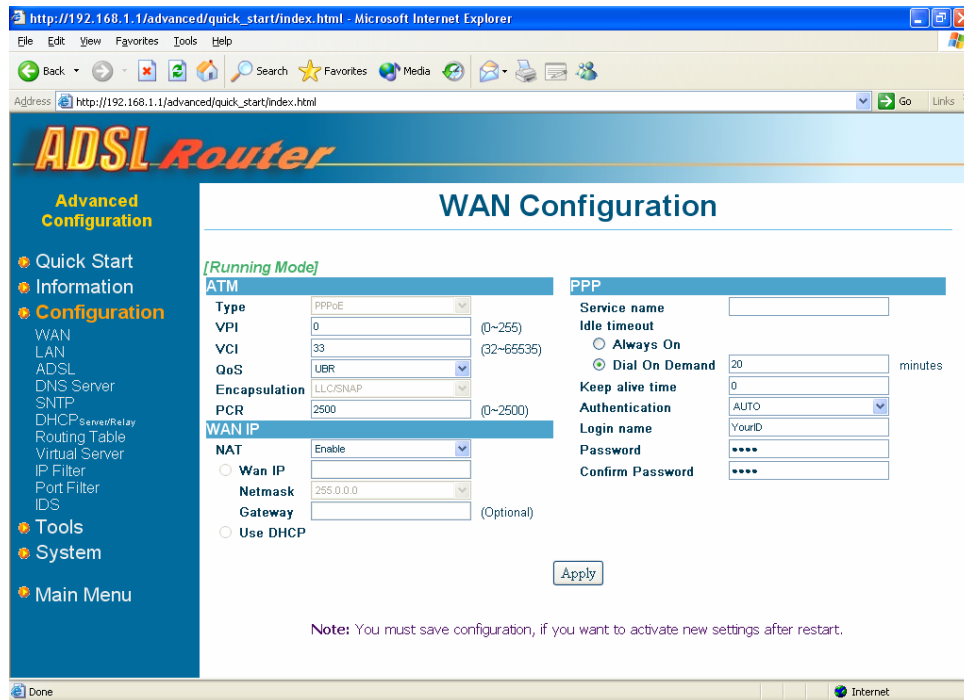 http://192.168.1.1/advanced/quick_start/index.html - Microsoft Internet Explorer
File Edit View Favorites Tools Help
Back Search Favorites Media
Address http://192.168.1.1/advanced/quick_start/index.html Go Links
ADSL Router
Advanced
Configuration
Quick Start
Information
Configuration
WAN
LAN
ADSL
DNS Server
SNTP
DHCP Server/Relay
Routing Table
Virtual Server
IP Filter
Port Filter
IDS
Tools
System
Main Menu
WAN Configuration
[Running Mode]
ATM
Type PPPoE
VPI 0 (0~255)
VCI 33 (32~65535)
QoS UBR
Encapsulation LLC/SNAP
PCR 2500 (0~2500)
WAN IP
NAT Enable
Wan IP
Netmask 255.0.0.0
Gateway (Optional)
Use DHCP
PPP
Service name
Idle timeout
Always On
Dial On Demand 20 minutes
Keep alive time 0
Authentication AUTO
Login name YourID
Password ••••
Confirm Password ••••
Apply
Note: You must save configuration, if you want to activate new settings after restart.
Done Internet